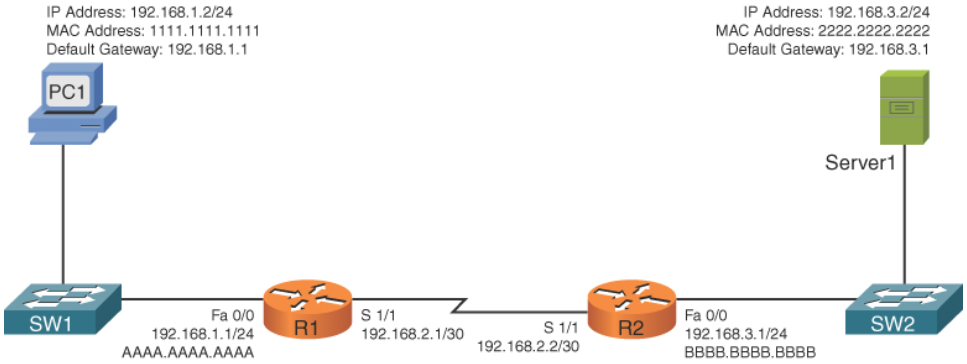 IP Address: 192.168.1.2/24
MAC Address: 1111.1111.1111
Default Gateway: 192.168.1.1
IP Address: 192.168.3.2/24
MAC Address: 2222.2222.2222
Default Gateway: 192.168.3.1
PC1
Server1
SW1
Fa 0/0
192.168.1.1/24
AAAA.AAAA.AAAA
R1
S 1/1
192.168.2.1/30
S 1/1
192.168.2.2/30
R2
Fa 0/0
192.168.3.1/24
BBBB.BBBB.BBBB
SW2